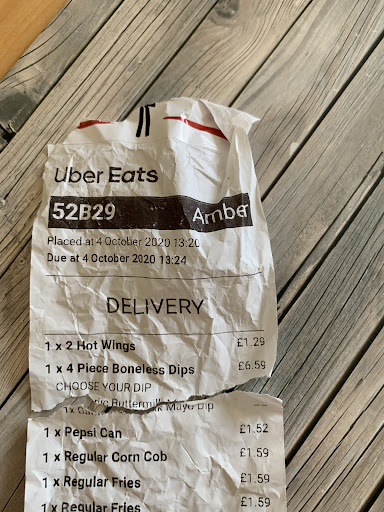 Uber Eats
52B29 Amber
Placed at 4 October 2020 13:20
Due at 4 October 2020 13:24
DELIVERY
1 x 2 Hot Wings £1.29
1 x 4 Piece Boneless Dips £6.59
CHOOSE YOUR DIP
1x Buttermilk Mayo Dip
1 x Pepsi Can £1.52
1 x Regular Corn Cob £1.59
1 x Regular Fries £1.59
1 x Regular Fries £1.59